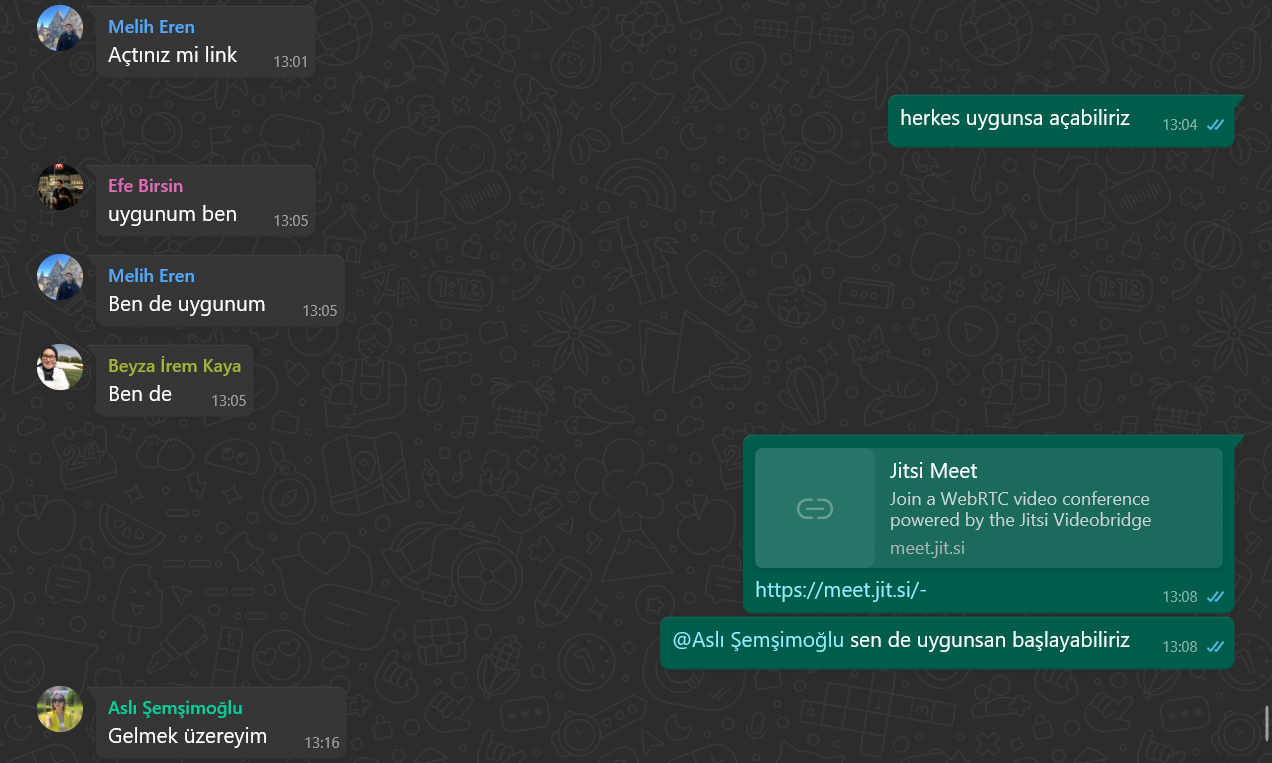 Melih Eren
Açtınız mi link
13:01
herkes uygunsa açabiliriz
13:04
Efe Birsin
uygunum ben
13:05
Melih Eren
Ben de uygunum
13:05
Beyza İrem Kaya
Ben de
13:05
Jitsi Meet
Join a WebRTC video conference
powered by the Jitsi Videobridge
meet.jit.si
https://meet.jit.si/-
13:08
@Aslı Şemşimoğlu sen de uygunsan başlayabiliriz
13:08
Aslı Şemşimoğlu
Gelmek üzereyim
13:16